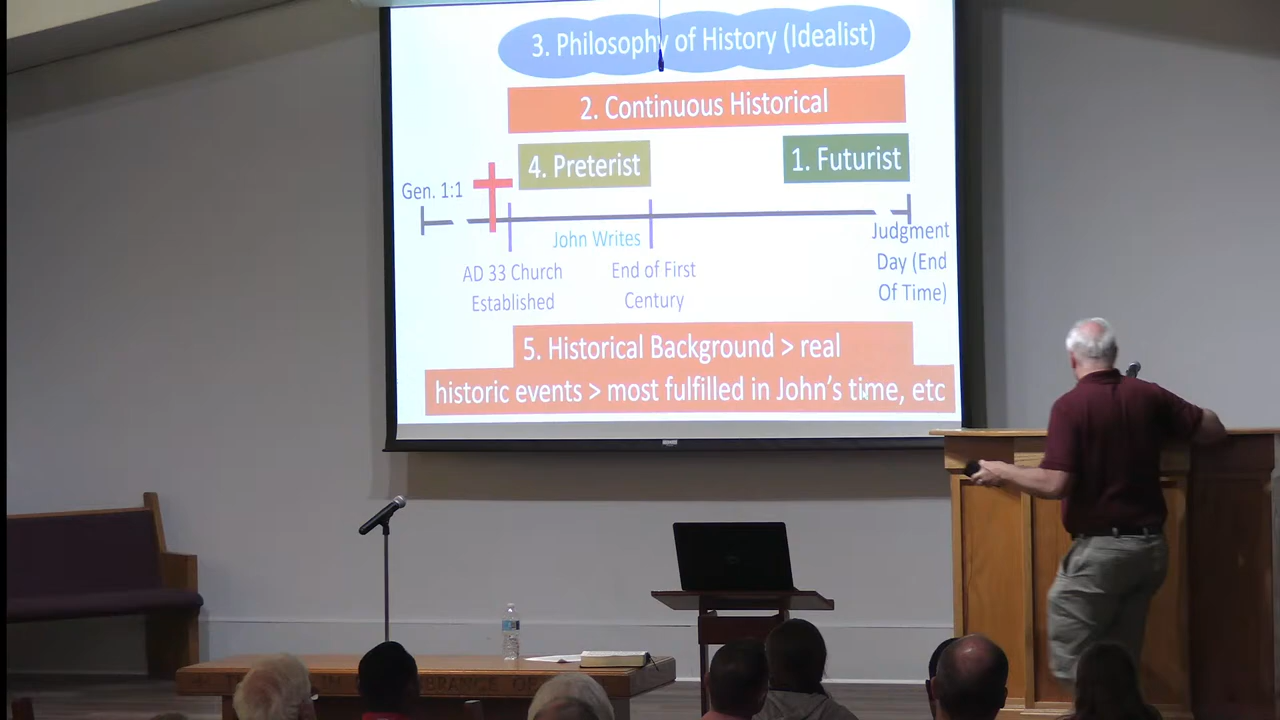 3. Philosophy of History (Idealist)
2. Continuous Historical
4. Preterist
1. Futurist
Gen. 1:1
John Writes
AD 33 Church
Established
End of First
Century
Judgment
Day (End
Of Time)
5. Historical Background > real
historic events > most fulfilled in John's time, etc